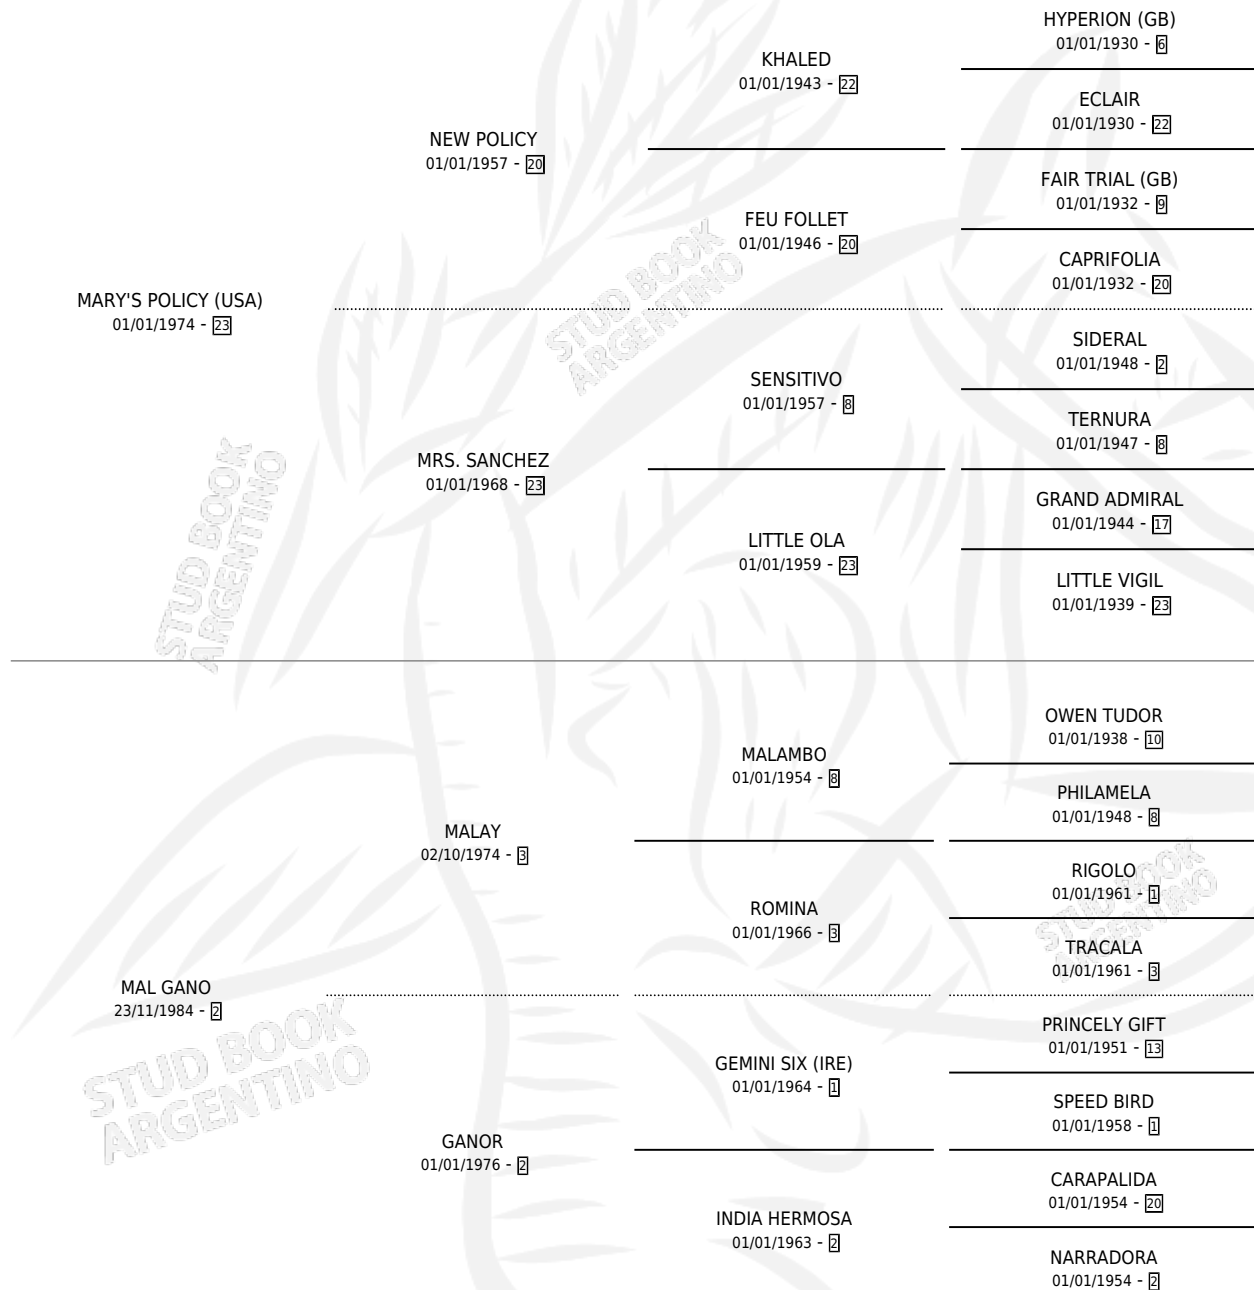 HYPERION (GB)
01/01/1930 - 6
KHALED
01/01/1943 - 22
ECLAIR
01/01/1930 - 22
NEW POLICY
01/01/1957 - 20
FAIR TRIAL (GB)
01/01/1932 - 9
FEU FOLLET
01/01/1946 - 20
CAPRIFOLIA
01/01/1932 - 20
MARY'S POLICY (USA)
01/01/1974 - 23
SIDERAL
01/01/1948 - 2
SENSITIVO
01/01/1957 - 8
TERNURA
01/01/1947 - 8
MRS. SANCHEZ
01/01/1968 - 23
GRAND ADMIRAL
01/01/1944 - 17
LITTLE OLA
01/01/1959 - 23
LITTLE VIGIL
01/01/1939 - 23
OWEN TUDOR
01/01/1938 - 10
MALAMBO
01/01/1954 - 8
PHILAMELA
01/01/1948 - 8
MALAY
02/10/1974 - 3
RIGOLO
01/01/1961 - 1
ROMINA
01/01/1966 - 3
TRACALA
01/01/1961 - 3
MAL GANO
23/11/1984 - 2
PRINCELY GIFT
01/01/1951 - 13
GEMINI SIX (IRE)
01/01/1964 - 1
SPEED BIRD
01/01/1958 - 1
GANOR
01/01/1976 - 2
CARAPALIDA
01/01/1954 - 20
INDIA HERMOSA
01/01/1963 - 2
NARRADORA
01/01/1954 - 2
STUD BOOK
ARGENTINO
STUD BOOK
ARGENTINO
STUD BOOK
ARGENTINO
STUD BOOK
ARGENTINO